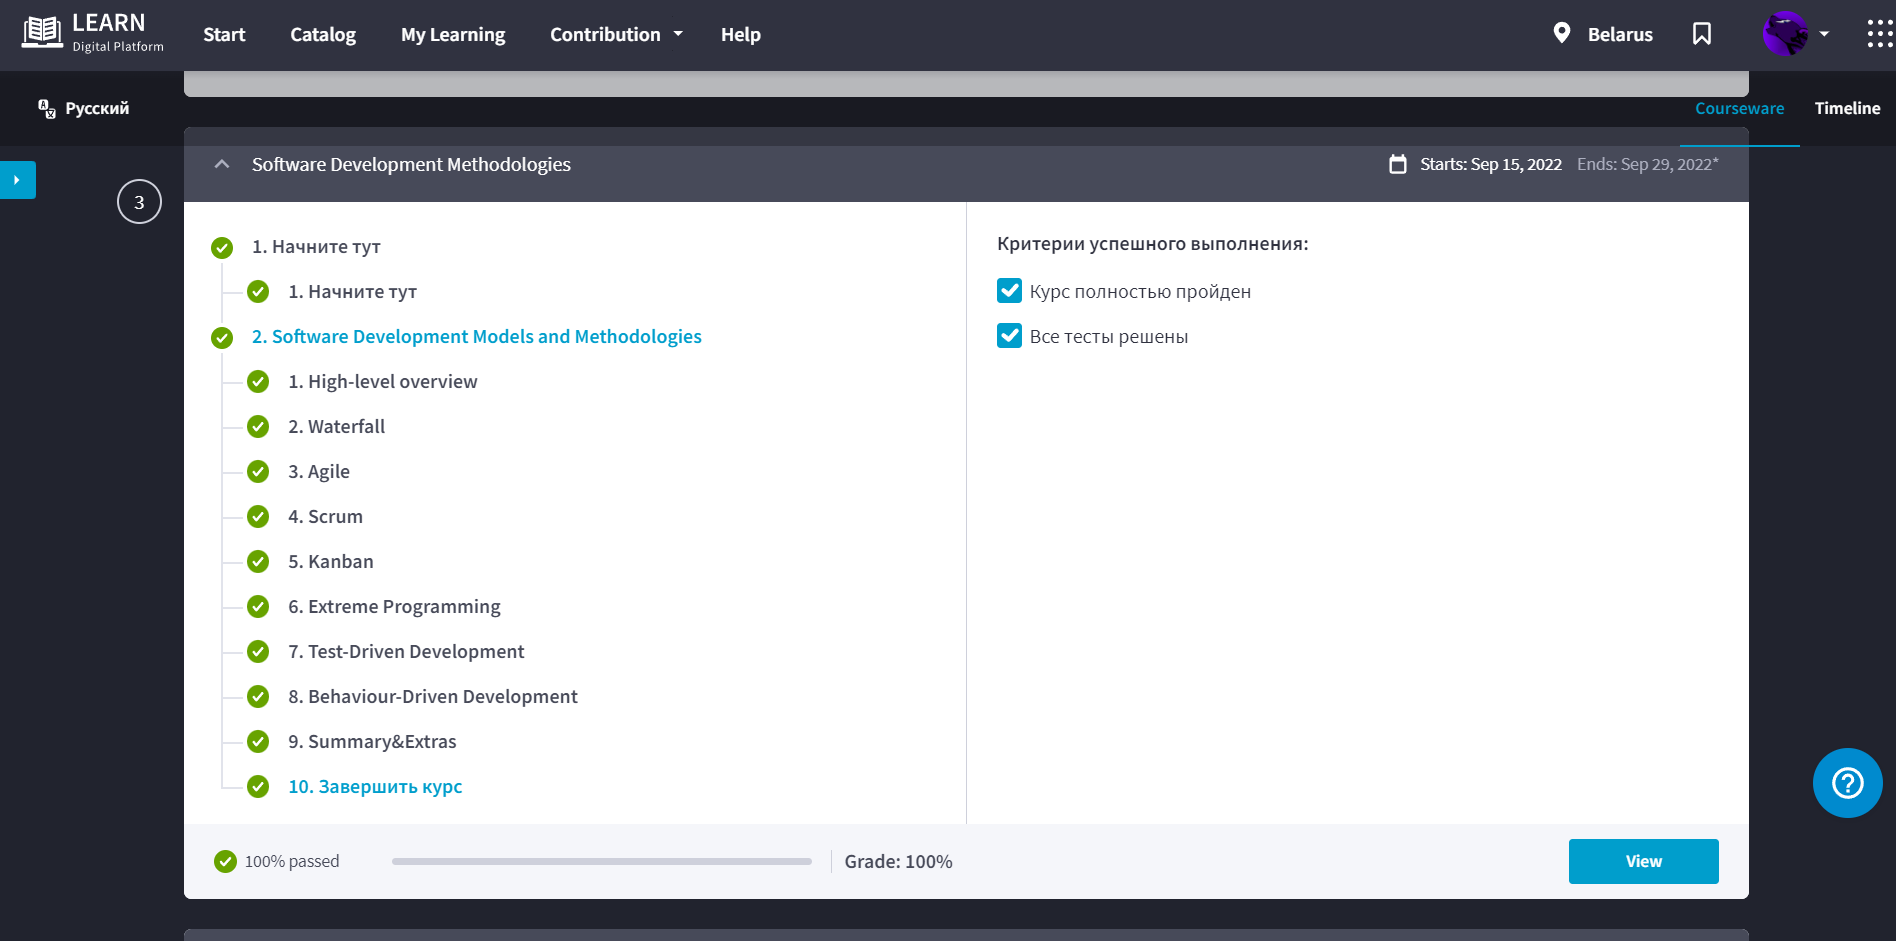 LEARN
Digital Platform
Start
Catalog
My Learning
Contribution
Help
Belarus
Русский
Courseware
Timeline
3
Software Development Methodologies
Starts: Sep 15, 2022
Ends: Sep 29, 2022*
1. Начните тут
1. Начните тут
2. Software Development Models and Methodologies
1. High-level overview
2. Waterfall
3. Agile
4. Scrum
5. Kanban
6. Extreme Programming
7. Test-Driven Development
8. Behaviour-Driven Development
9. Summary&Extras
10. Завершить курс
Критерии успешного выполнения:
Курс полностью пройден
Все тесты решены
100% passed
Grade: 100%
View